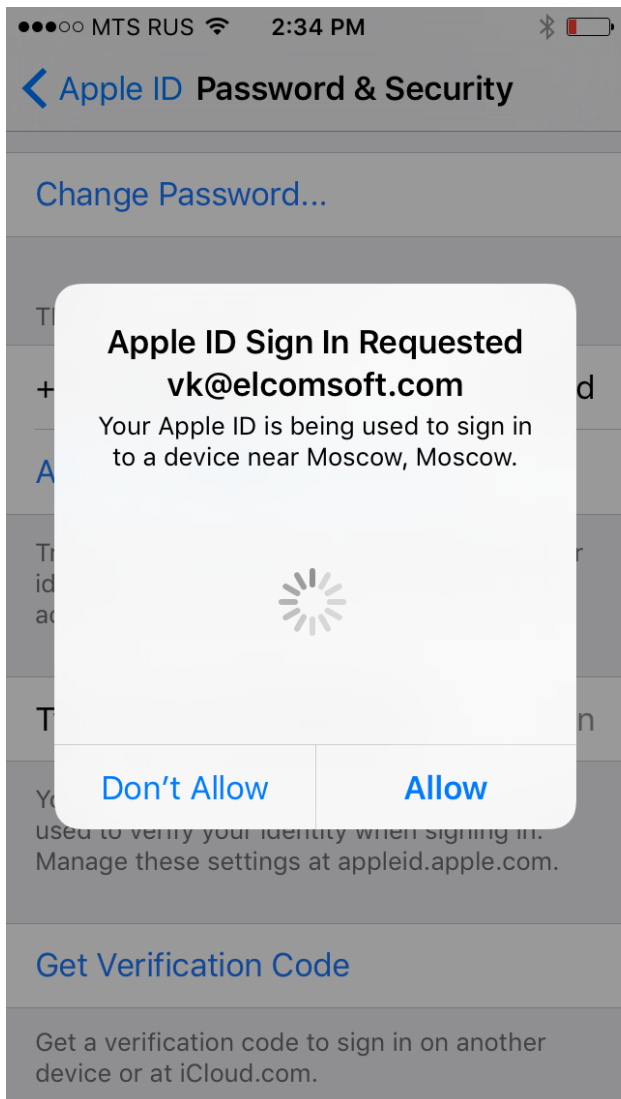 MTS RUS 2:34 PM
Apple ID Password & Security
Change Password...
Apple ID Sign In Requested
vk@elcomsoft.com
Your Apple ID is being used to sign in
to a device near Moscow, Moscow.
Don’t Allow Allow
used to verify your identity when signing in.
Manage these settings at appleid.apple.com.
Get Verification Code
Get a verification code to sign in on another
device or at iCloud.com.